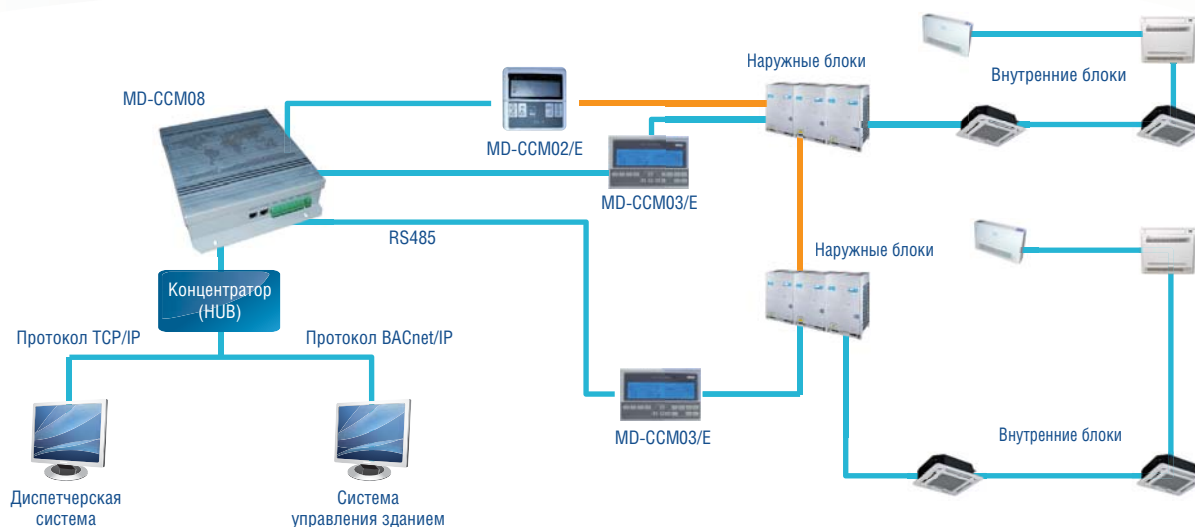 MD-CCM08
MD-CCM02/E
MD-CCM03/E
Наружные блоки
Внутренние блоки
RS485
Наружные блоки
Концентратор
(HUB)
Протокол TCP/IP
Протокол BACnet/IP
MD-CCM03/E
Внутренние блоки
Диспетчерская
система
Система
управления зданием